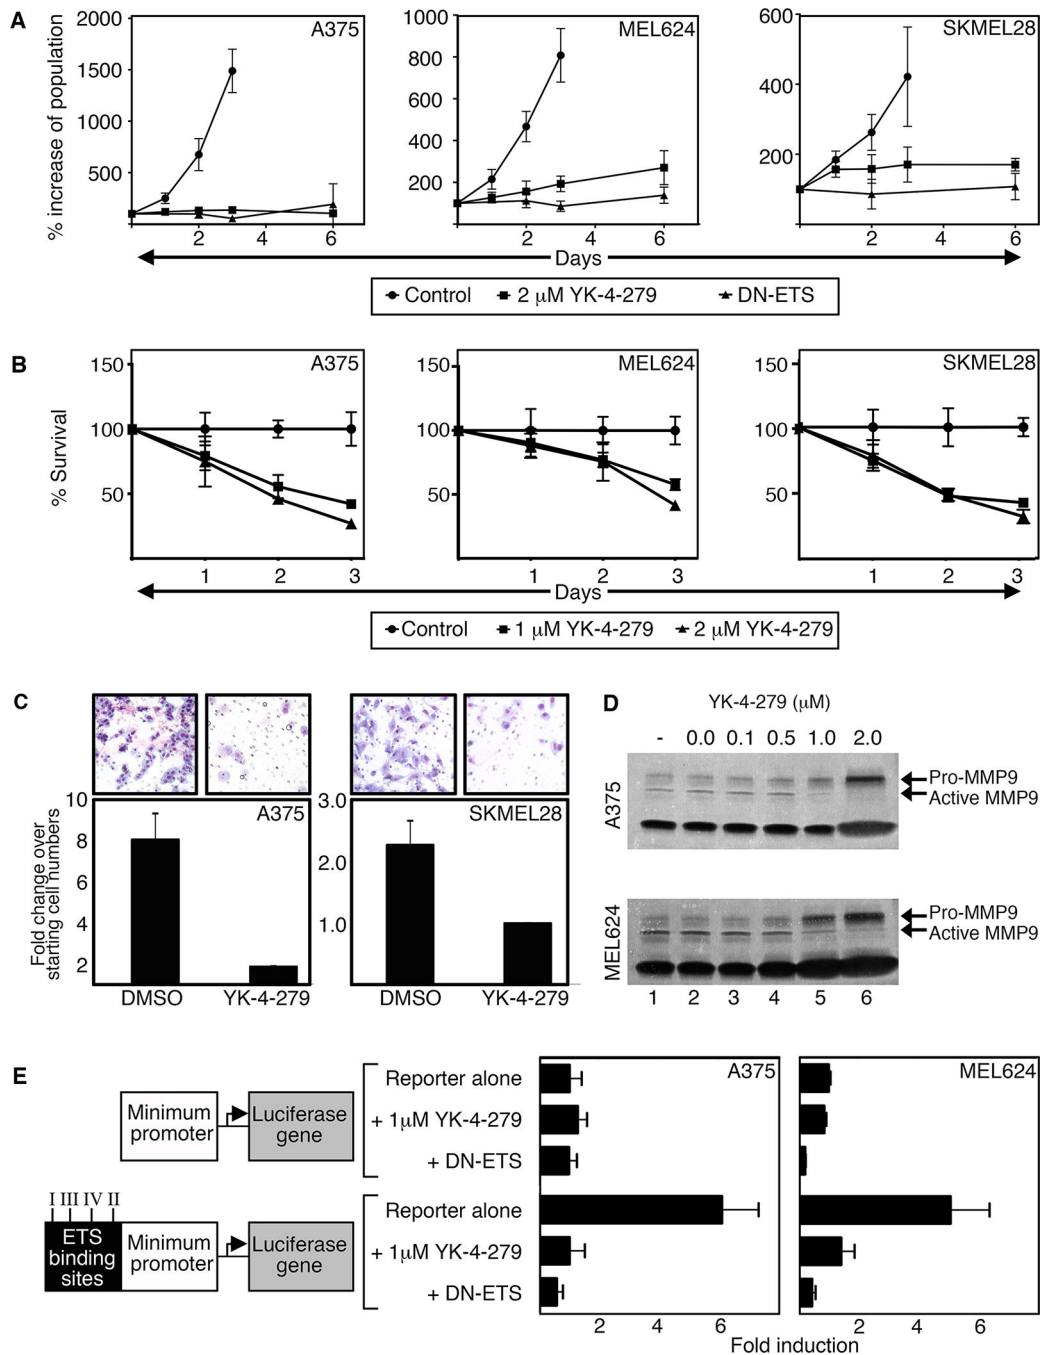 A
% increase of population
A375
2000
1500
1000
500
2 4 6
MEL624
1000
800
600
400
200
2 4 6
SKMEL28
600
400
200
2 4 6
Days
Control 2 µM YK-4-279 DN-ETS
B
% Survival
A375
150
100
50
1 2 3
MEL624
150
100
50
1 2 3
SKMEL28
150
100
50
1 2 3
Days
Control 1 µM YK-4-279 2 µM YK-4-279
C
Fold change over
starting cell numbers
A375
10
8
6
4
2
DMSO YK-4-279
SKMEL28
3.0
2.0
1.0
DMSO YK-4-279
D
YK-4-279 (µM)
- 0.0 0.1 0.5 1.0 2.0
A375
Pro-MMP9
Active MMP9
MEL624
Pro-MMP9
Active MMP9
1 2 3 4 5 6
E
Minimum
promoter
Luciferase
gene
Reporter alone
+ 1µM YK-4-279
+ DN-ETS
I III IV II
ETS
binding
sites
Minimum
promoter
Luciferase
gene
Reporter alone
+ 1µM YK-4-279
+ DN-ETS
A375
2 4 6
MEL624
2 4 6
Fold induction